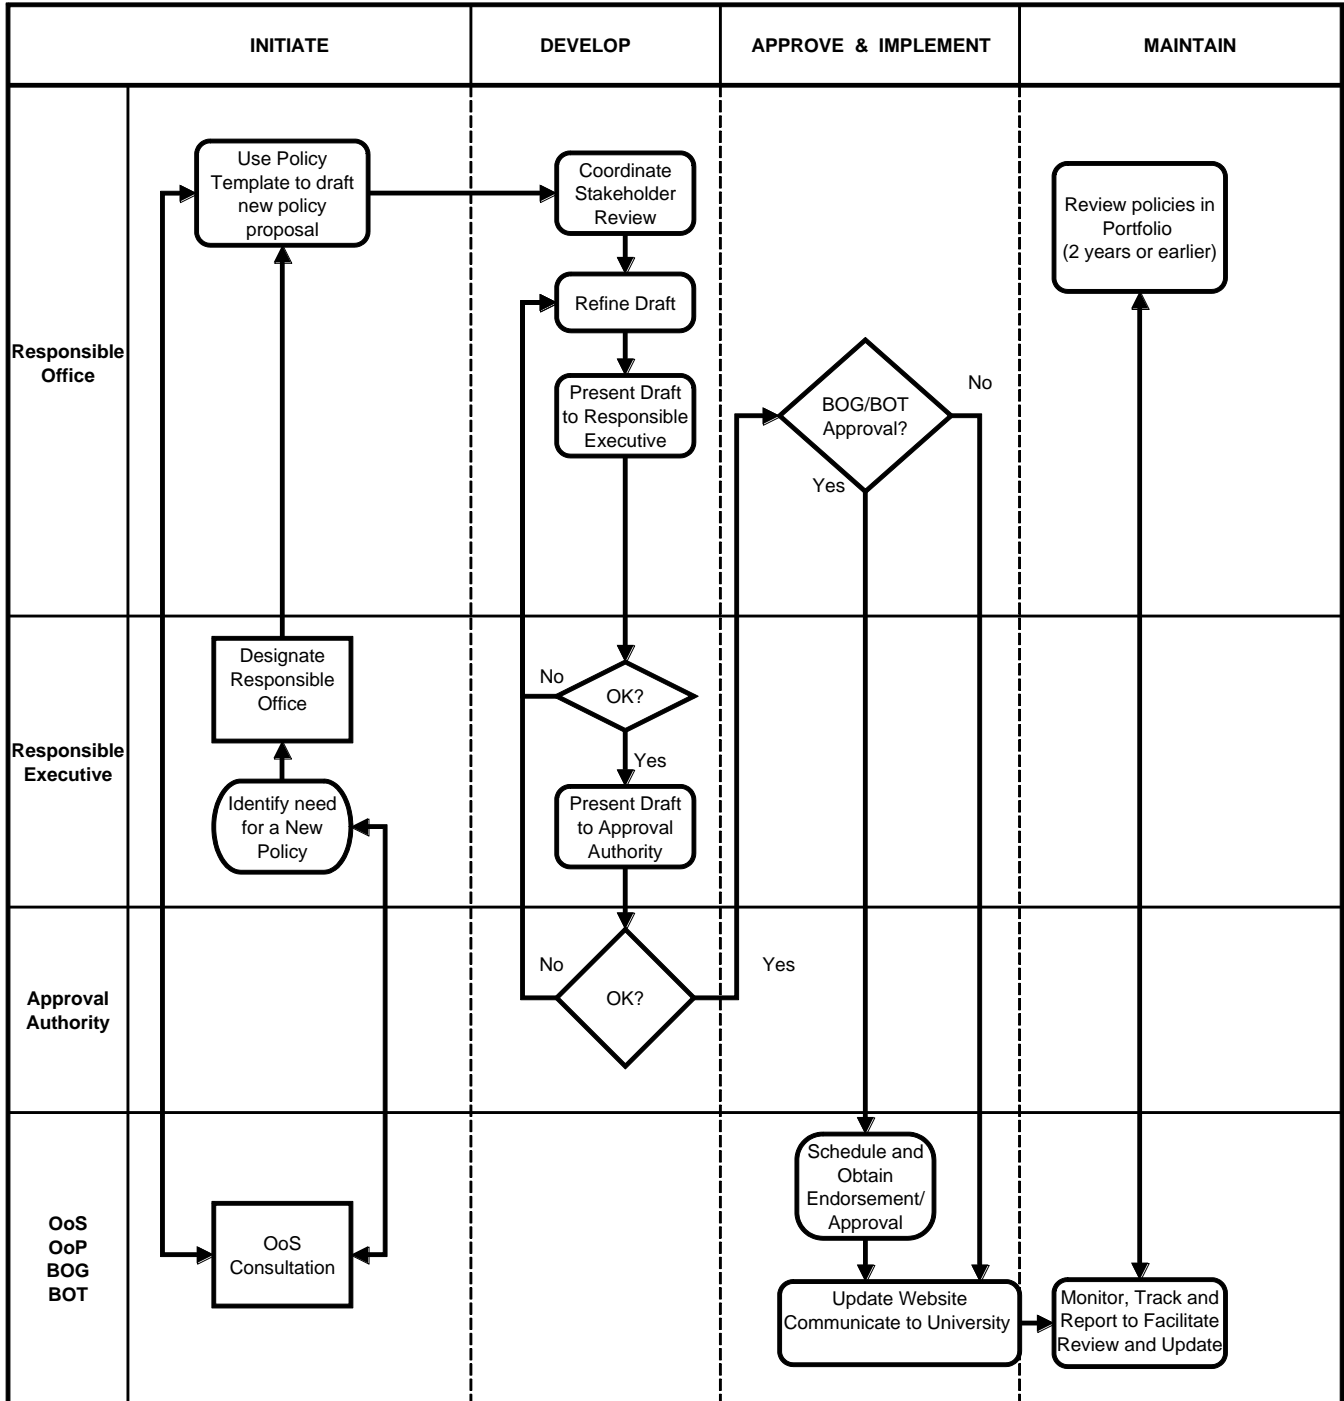 INITIATE
DEVELOP
APPROVE & IMPLEMENT
MAINTAIN
Responsible
Office
Use Policy
Template to draft
new policy
proposal
Coordinate
Stakeholder
Review
Refine Draft
Present Draft
to Responsible
Executive
BOG/BOT
Approval?
No
Yes
Review policies in
Portfolio
(2 years or earlier)
Responsible
Executive
Designate
Responsible
Office
Identify need
for a New
Policy
No
OK?
Yes
Present Draft
to Approval
Authority
Approval
Authority
No
OK?
Yes
OoS
OoP
BOG
BOT
OoS
Consultation
Schedule and
Obtain
Endorsement/
Approval
Update Website
Communicate to University
Monitor, Track and
Report to Facilitate
Review and Update